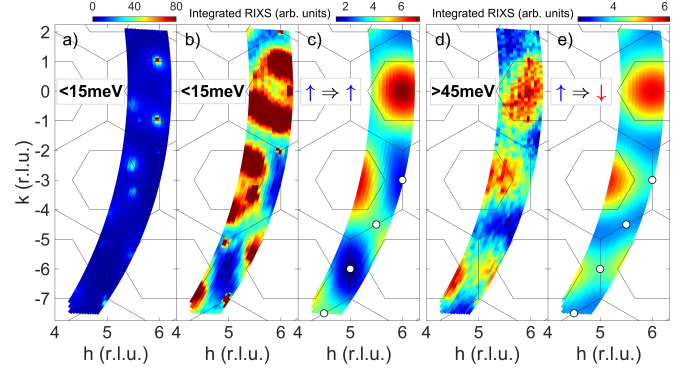 0 40 80
Integrated RIXS (arb. units)
2 4 6
Integrated RIXS (arb. units)
3 4 5 6
a)
b)
c)
d)
e)
<15meV
<15meV
↑ ⇒ ↑
>45meV
↑ ⇒ ↓
k (r.l.u.)
2
1
0
-1
-2
-3
-4
-5
-6
-7
4 5 6
4 5 6
4 5 6
4 5 6
4 5 6
h (r.l.u.)
h (r.l.u.)
h (r.l.u.)
h (r.l.u.)
h (r.l.u.)